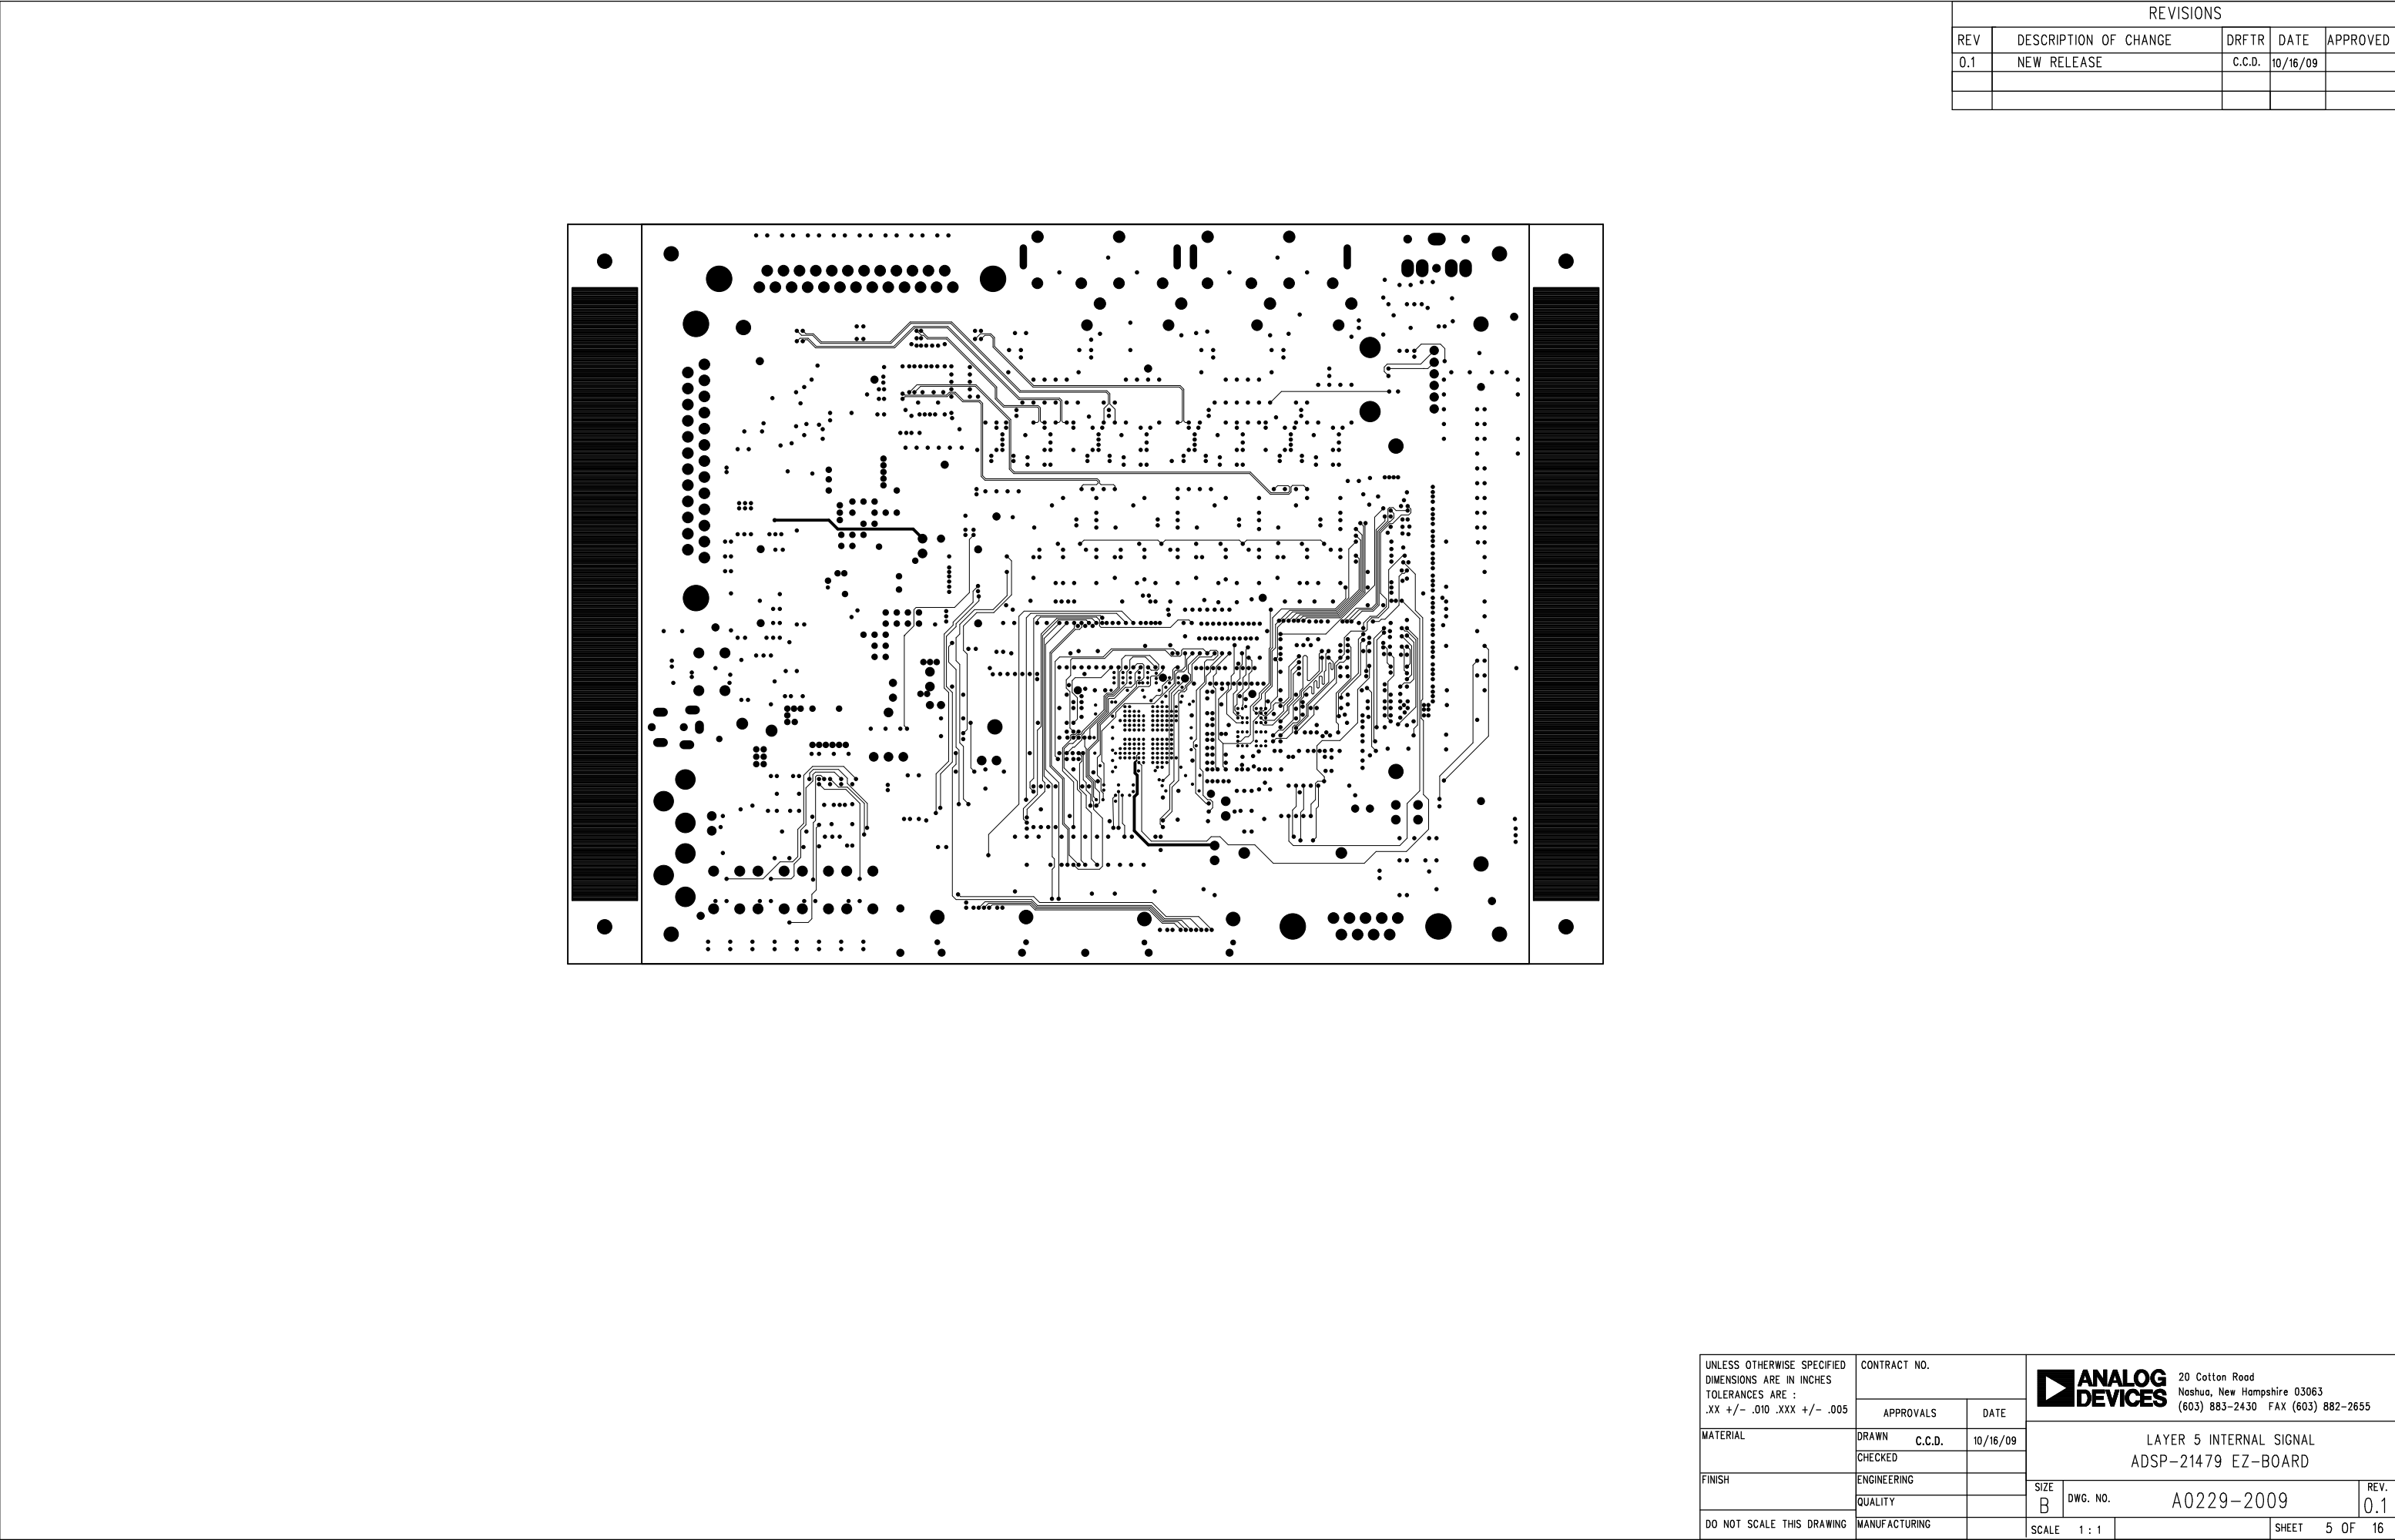 REVISIONS
REV DESCRIPTION OF CHANGE DRFTR DATE APPROVED
0.1 NEW RELEASE C.C.D. 10/16/09
UNLESS OTHERWISE SPECIFIED
DIMENSIONS ARE IN INCHES
TOLERANCES ARE :
.XX +/- .010 .XXX +/- .005
CONTRACT NO.
APPROVALS DATE
MATERIAL
DRAWN C.C.D. 10/16/09
CHECKED
FINISH
ENGINEERING
QUALITY
DO NOT SCALE THIS DRAWING
MANUFACTURING
ANALOG
DEVICES
20 Cotton Road
Nashua, New Hampshire 03063
(603) 883-2430 FAX (603) 882-2655
LAYER 5 INTERNAL SIGNAL
ADSP-21479 EZ-BOARD
SIZE
B
DWG. NO.
A0229-2009
REV.
0.1
SCALE 1 : 1
SHEET 5 OF 16